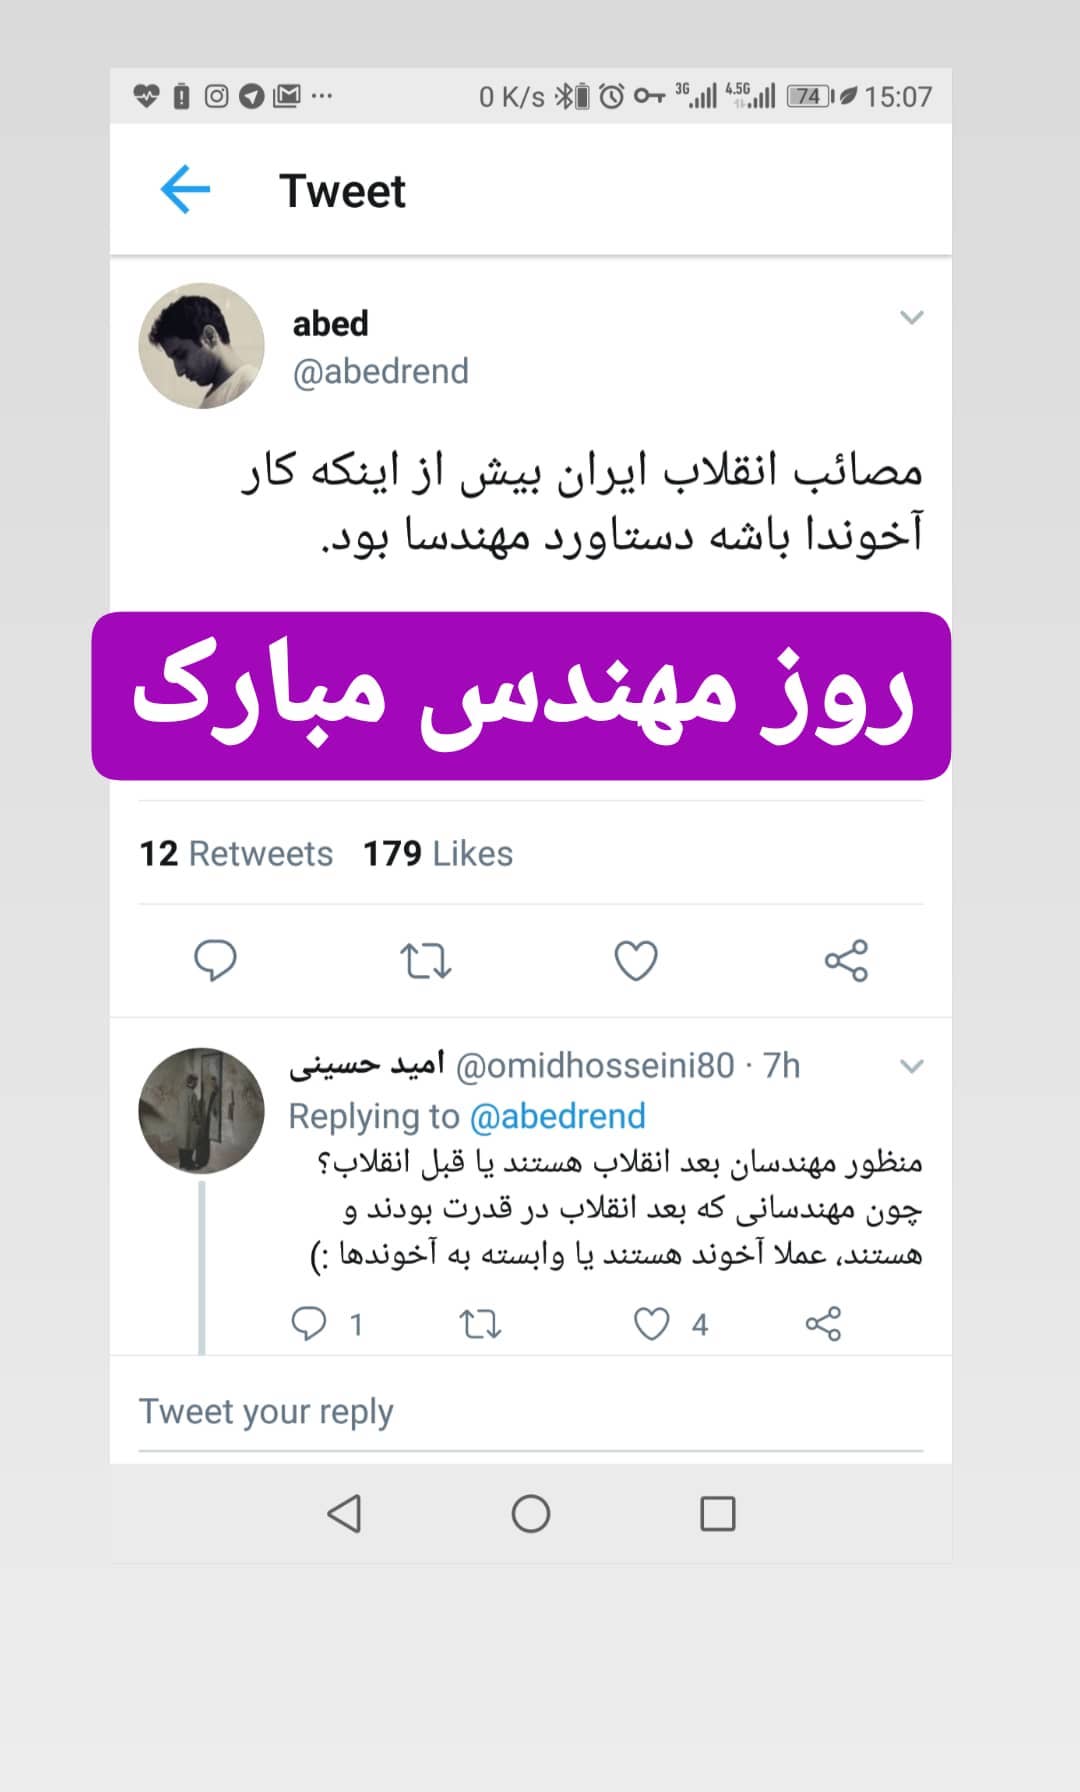 0 K/s 3G 4.5G 74 15:07
Tweet
abed
@abedrend
مصائب انقلاب ایران بیش از اینکه کار
آخوندا باشه دستاورد مهندسا بود.
روز مهندس مبارک
12 Retweets 179 Likes
امید حسینی @omidhosseini80 · 7h
Replying to @abedrend
منظور مهندسان بعد انقلاب هستند یا قبل انقلاب؟
چون مهندسانی که بعد انقلاب در قدرت بودند و
هستند، عملا آخوند هستند یا وابسته به آخوندها :)
1 4
Tweet your reply